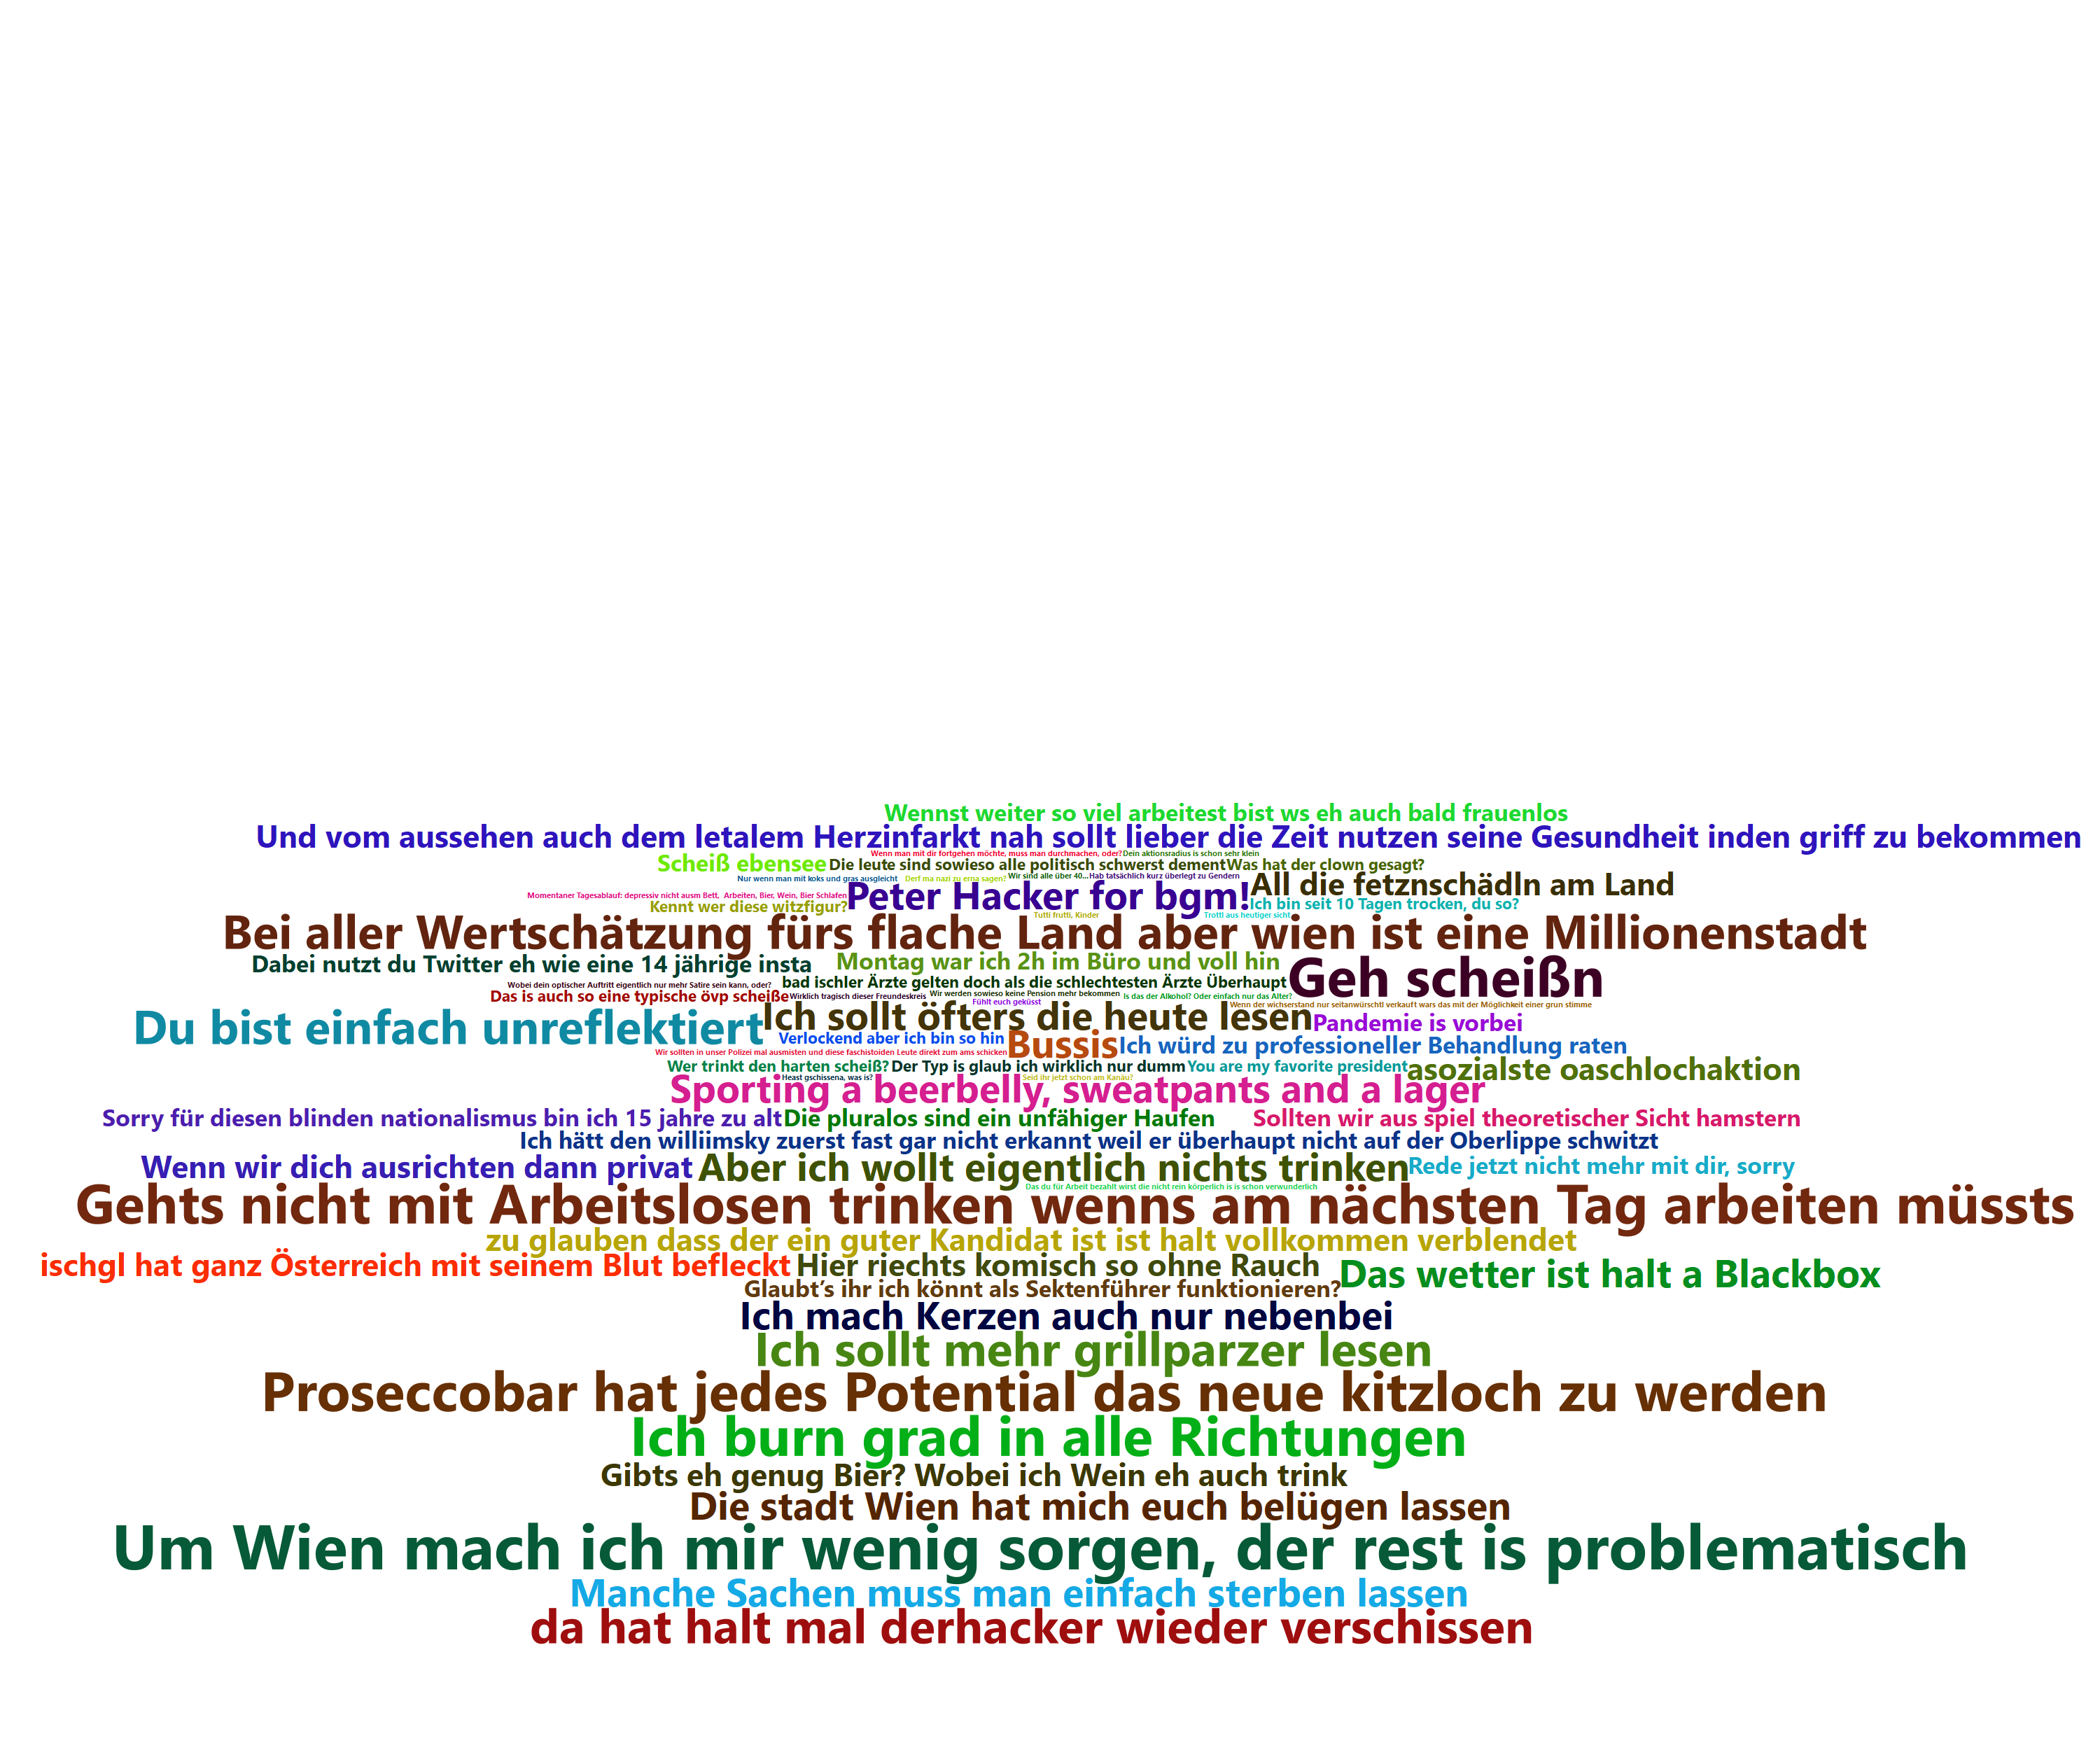 Wennst weiter so viel arbeitest bist ws eh auch bald frauenlos
Und vom aussehen auch dem letalem Herzinfarkt nah sollt lieber die Zeit nutzen seine Gesundheit inden griff zu bekommen
Wenn man mit dir fortgehen möchte, muss man durchmachen, oder?
Dein aktionsradius is schon sehr klein
Scheiß ebensee
Die leute sind sowieso alle politisch schwerst dement
Was hat der clown gesagt?
Nur wenn man mit koks und gras ausgleicht
Derf ma nazi zu erna sagen?
Wir sind alle über 40...
Hab tatsächlich kurz überlegt zu Gendern
All die fetznschädln am Land
Momentaner Tagesablauf: depressiv nicht ausm Bett, Arbeiten, Bier, Wein, Bier Schlafen
Peter Hacker for bgm!
Kennt wer diese witzfigur?
Ich bin seit 10 Tagen trocken, du so?
Tutti frutti, Kinder
Trottl aus heutiger sicht
Bei aller Wertschätzung fürs flache Land aber wien ist eine Millionenstadt
Dabei nutzt du Twitter eh wie eine 14 jährige insta
Montag war ich 2h im Büro und voll hin
Geh scheißn
bad ischler Ärzte gelten doch als die schlechtesten Ärzte Überhaupt
Wobei dein optischer Auftritt eigentlich nur mehr Satire sein kann, oder?
Das is auch so eine typische övp scheiße
Wirklich tragisch dieser Freundeskreis
Wir werden sowieso keine Pension mehr bekommen
Is das der Alkohol? Oder einfach nur das Alter?
Fühlt euch geküsst
Wenn der wichserstand nur seitanwürschtl verkauft wars das mit der Möglichkeit einer grun stimme
Du bist einfach unreflektiert
Ich sollt öfters die heute lesen
Pandemie is vorbei
Verlockend aber ich bin so hin
Bussis
Ich würd zu professioneller Behandlung raten
Wir sollten in unser Polizei mal ausmisten und diese faschistoiden Leute direkt zum ams schicken
Wer trinkt den harten scheiß?
Der Typ is glaub ich wirklich nur dumm
You are my favorite president
asozialste oaschlochaktion
Heast gschissena, was is?
Seid ihr jetzt schon am Kanäu?
Sporting a beerbelly, sweatpants and a lager
Sorry für diesen blinden nationalismus bin ich 15 jahre zu alt
Die pluralos sind ein unfähiger Haufen
Sollten wir aus spiel theoretischer Sicht hamstern
Ich hätt den williimsky zuerst fast gar nicht erkannt weil er überhaupt nicht auf der Oberlippe schwitzt
Wenn wir dich ausrichten dann privat
Aber ich wollt eigentlich nichts trinken
Rede jetzt nicht mehr mit dir, sorry
Das du für Arbeit bezahlt wirst die nicht rein körperlich is is schon verwunderlich
Gehts nicht mit Arbeitslosen trinken wenns am nächsten Tag arbeiten müssts
zu glauben dass der ein guter Kandidat ist ist halt vollkommen verblendet
ischgl hat ganz Österreich mit seinem Blut befleckt
Hier riechts komisch so ohne Rauch
Das wetter ist halt a Blackbox
Glaubt’s ihr ich könnt als Sektenführer funktionieren?
Ich mach Kerzen auch nur nebenbei
Ich sollt mehr grillparzer lesen
Proseccobar hat jedes Potential das neue kitzloch zu werden
Ich burn grad in alle Richtungen
Gibts eh genug Bier? Wobei ich Wein eh auch trink
Die stadt Wien hat mich euch belügen lassen
Um Wien mach ich mir wenig sorgen, der rest is problematisch
Manche Sachen muss man einfach sterben lassen
da hat halt mal derhacker wieder verschissen